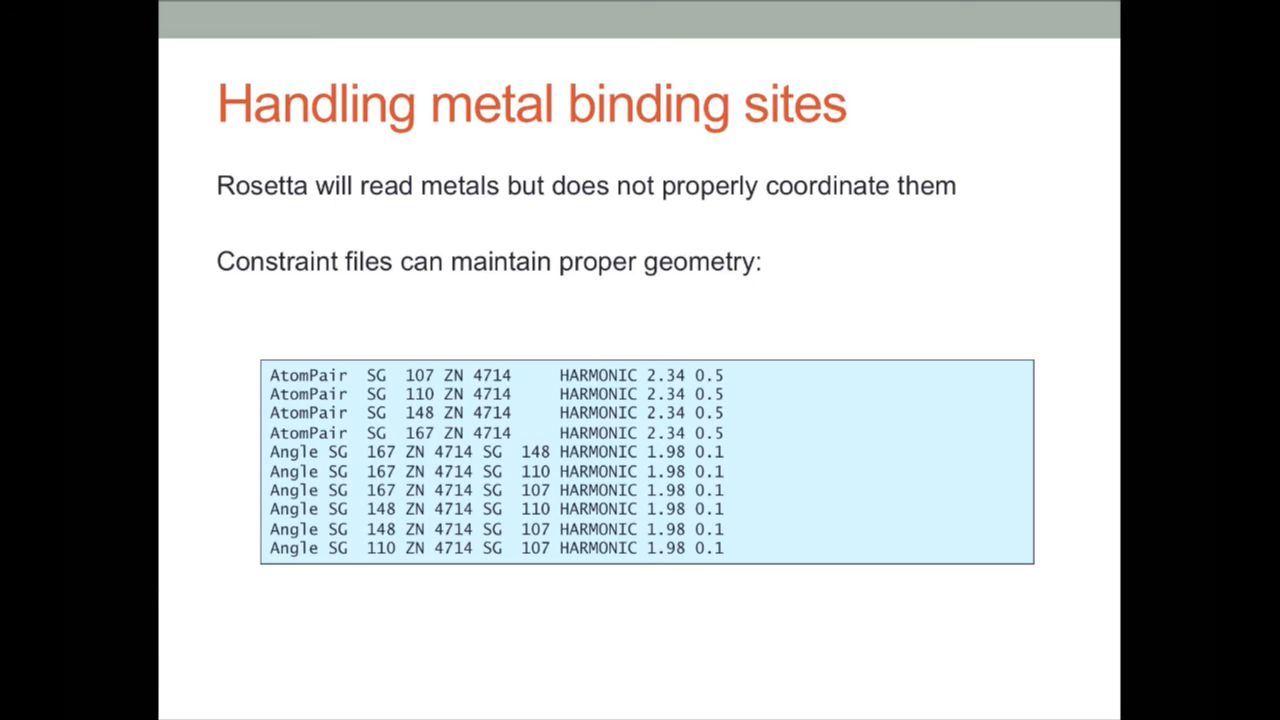 Handling metal binding sites
Rosetta will read metals but does not properly coordinate them
Constraint files can maintain proper geometry:
AtomPair  SG  107 ZN 4714     HARMONIC 2.34 0.5
AtomPair  SG  110 ZN 4714     HARMONIC 2.34 0.5
AtomPair  SG  148 ZN 4714     HARMONIC 2.34 0.5
AtomPair  SG  167 ZN 4714     HARMONIC 2.34 0.5
Angle SG  167 ZN 4714 SG  148 HARMONIC 1.98 0.1
Angle SG  167 ZN 4714 SG  110 HARMONIC 1.98 0.1
Angle SG  167 ZN 4714 SG  107 HARMONIC 1.98 0.1
Angle SG  148 ZN 4714 SG  110 HARMONIC 1.98 0.1
Angle SG  148 ZN 4714 SG  107 HARMONIC 1.98 0.1
Angle SG  110 ZN 4714 SG  107 HARMONIC 1.98 0.1